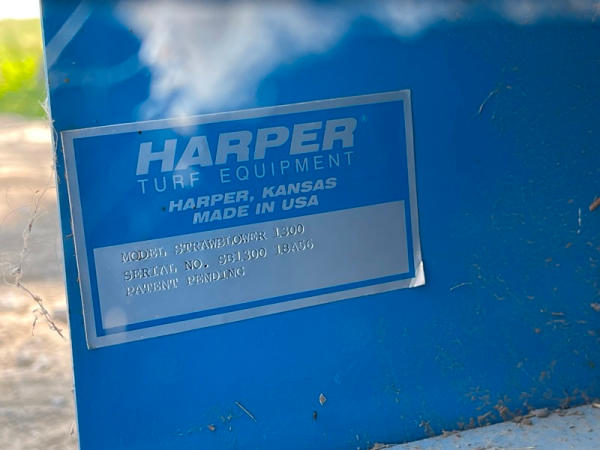 HARPER®
TURF EQUIPMENT
HARPER, KANSAS
MADE IN USA
MODEL STRAWBLOWER 1300
SERIAL NO. SB1300 18A56
PATENT PENDING